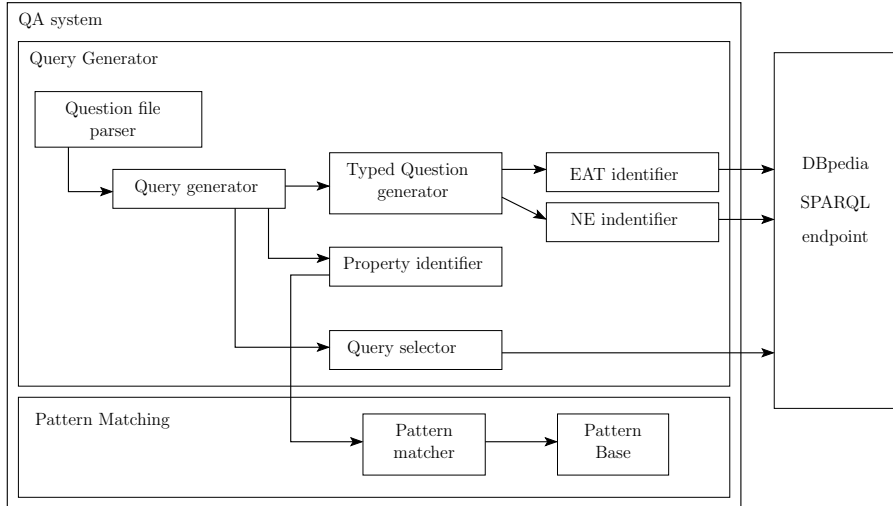 QA system
Query Generator
Question file
parser
Query generator
Typed Question
generator
EAT identifier
NE indentifier
Property identifier
Query selector
DBpedia
SPARQL
endpoint
Pattern Matching
Pattern
matcher
Pattern
Base